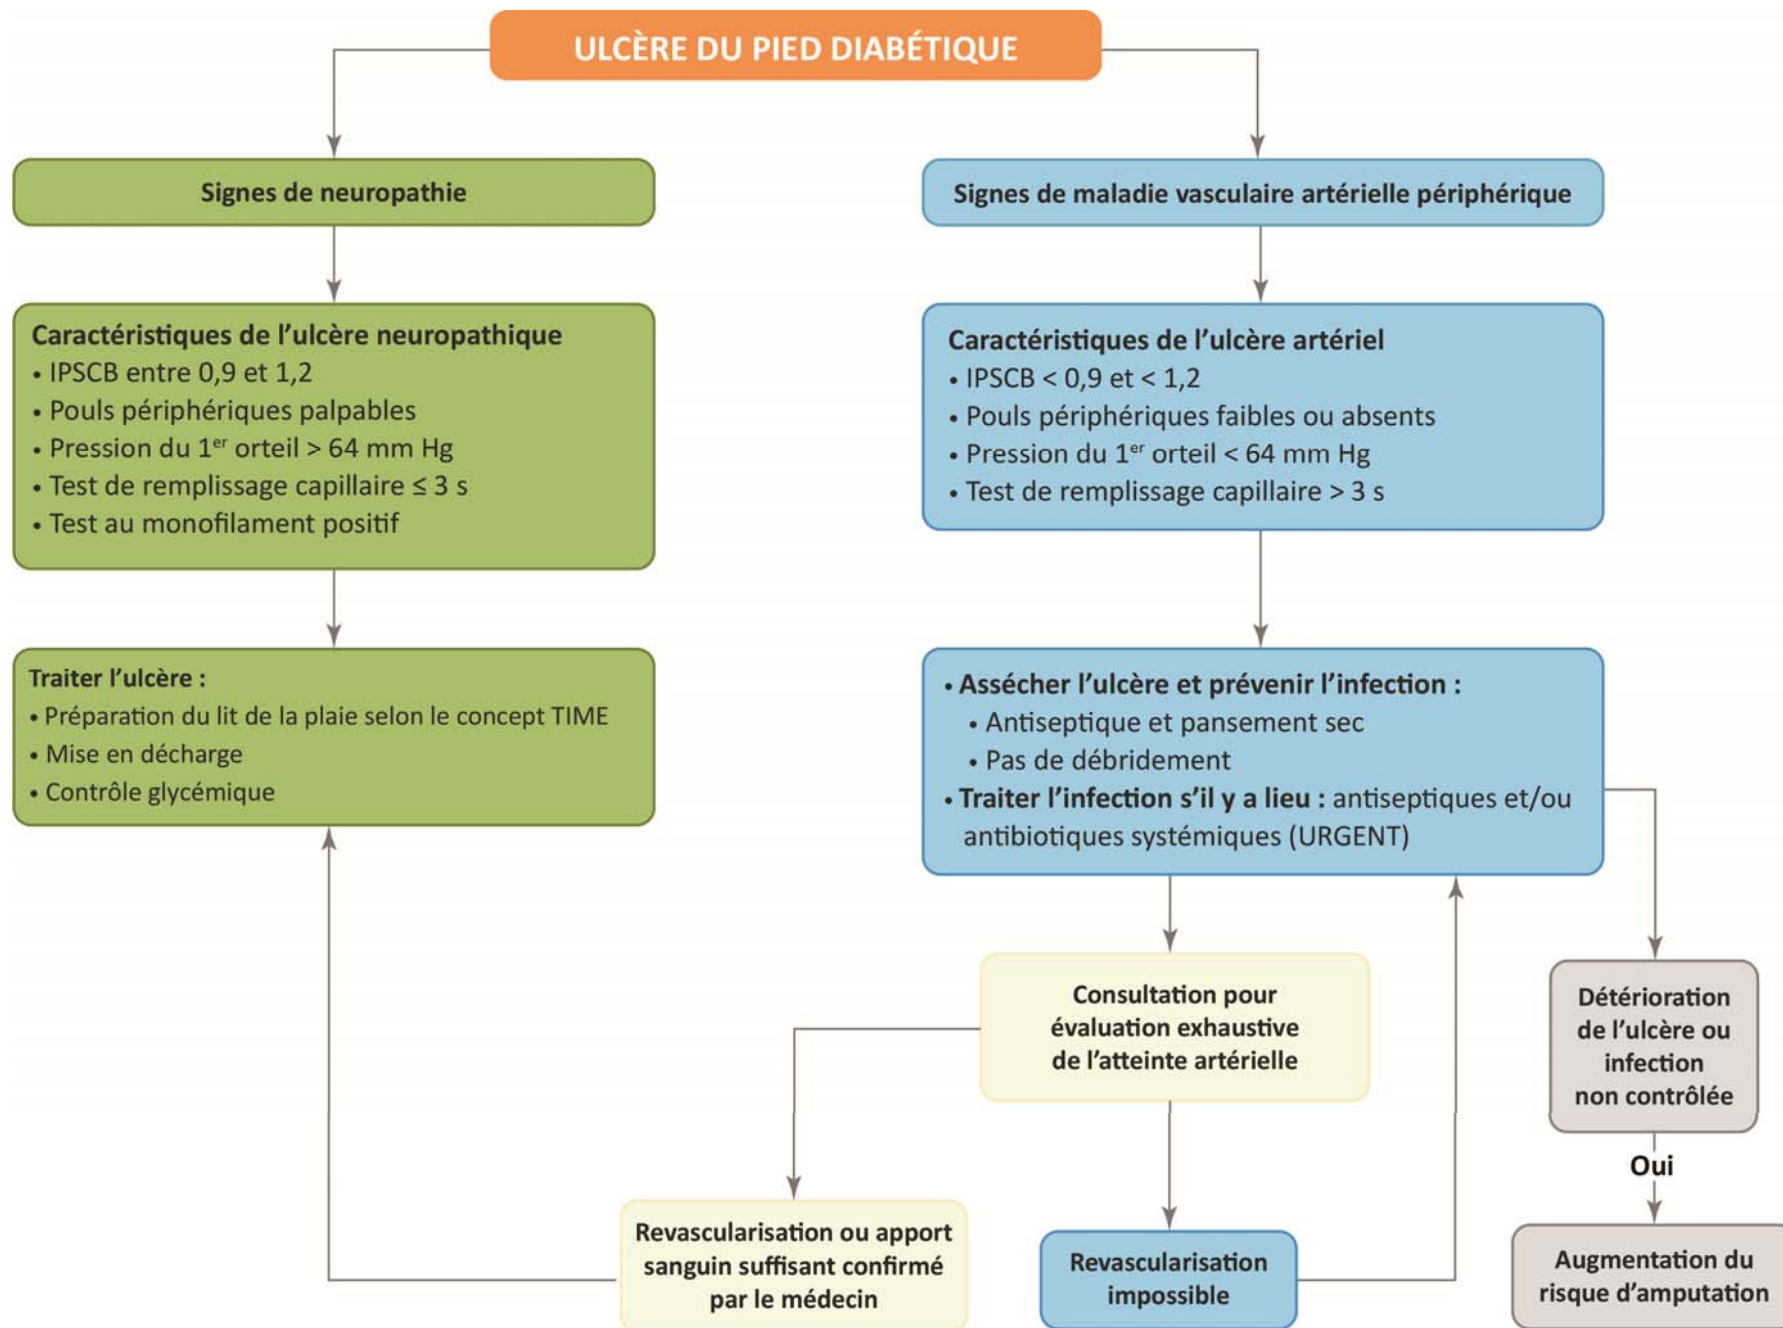 ULCÈRE DU PIED DIABÉTIQUE
Signes de neuropathie
Caractéristiques de l'ulcère neuropathique
• IPSCB entre 0,9 et 1,2
• Pouls périphériques palpables
• Pression du 1er orteil > 64 mm Hg
• Test de remplissage capillaire ≤ 3 s
• Test au monofilament positif
Traiter l'ulcère :
• Préparation du lit de la plaie selon le concept TIME
• Mise en décharge
• Contrôle glycémique
Signes de maladie vasculaire artérielle périphérique
Caractéristiques de l'ulcère artériel
• IPSCB < 0,9 et < 1,2
• Pouls périphériques faibles ou absents
• Pression du 1er orteil < 64 mm Hg
• Test de remplissage capillaire > 3 s
• Assécher l'ulcère et prévenir l'infection :
• Antiseptique et pansement sec
• Pas de débridement
• Traiter l'infection s'il y a lieu : antiseptiques et/ou
antibiotiques systémiques (URGENT)
Consultation pour
évaluation exhaustive
de l'atteinte artérielle
Revascularisation ou apport
sanguin suffisant confirmé
par le médecin
Revascularisation
impossible
Détérioration
de l'ulcère ou
infection
non contrôlée
Oui
Augmentation du
risque d'amputation